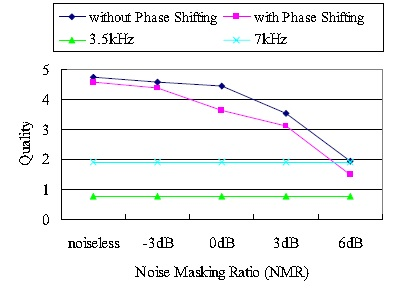 without Phase Shifting with Phase Shifting
3.5kHz 7kHz
5
4
3
2
1
0
Quality
noiseless -3dB 0dB 3dB 6dB
Noise Masking Ratio (NMR)